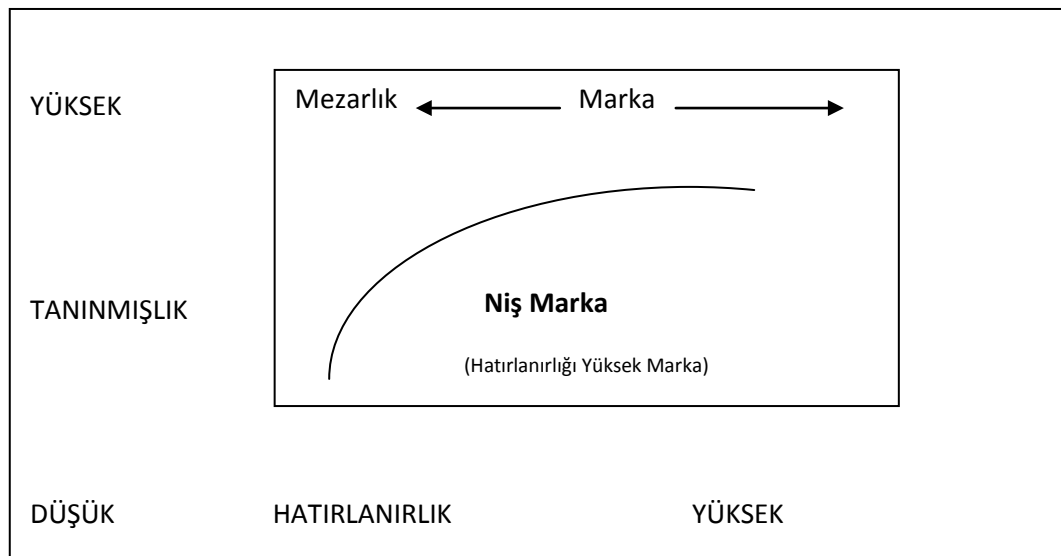 YÜKSEK Mezarlık Marka
TANINMIŞLIK Niş Marka
(Hatırlanırlığı Yüksek Marka)
DÜŞÜK HATIRLANIRLIK YÜKSEK